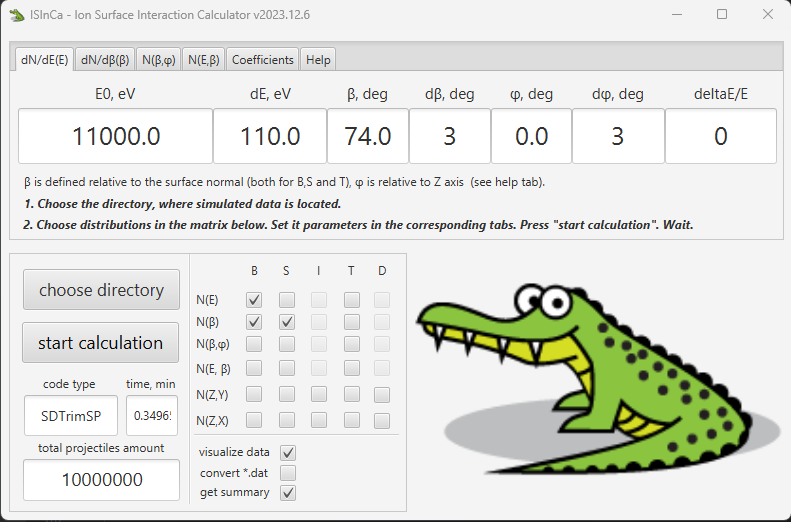 ISInCa - Ion Surface Interaction Calculator v2023.12.6
dN/dE(E) dN/dβ(β) N(β,φ) N(E,β) Coefficients Help
E0, eV dE, eV β, deg dβ, deg φ, deg dφ, deg deltaE/E
11000.0 110.0 74.0 3 0.0 3 0
β is defined relative to the surface normal (both for B,S and T), φ is relative to Z axis (see help tab).
1. Choose the directory, where simulated data is located.
2. Choose distributions in the matrix below. Set it parameters in the corresponding tabs. Press "start calculation". Wait.
choose directory
start calculation
code type time, min
SDTrimSP 0.3496
total projectiles amount
10000000
B S I T D
N(E)
N(β)
N(β,φ)
N(E, β)
N(Z,Y)
N(Z,X)
visualize data
convert *.dat
get summary